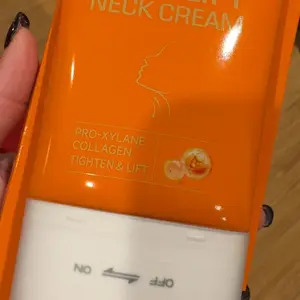 NECK CREAM
PRO-XYLANE
COLLAGEN
TIGHTEN & LIFT
OFF ⇌ ON